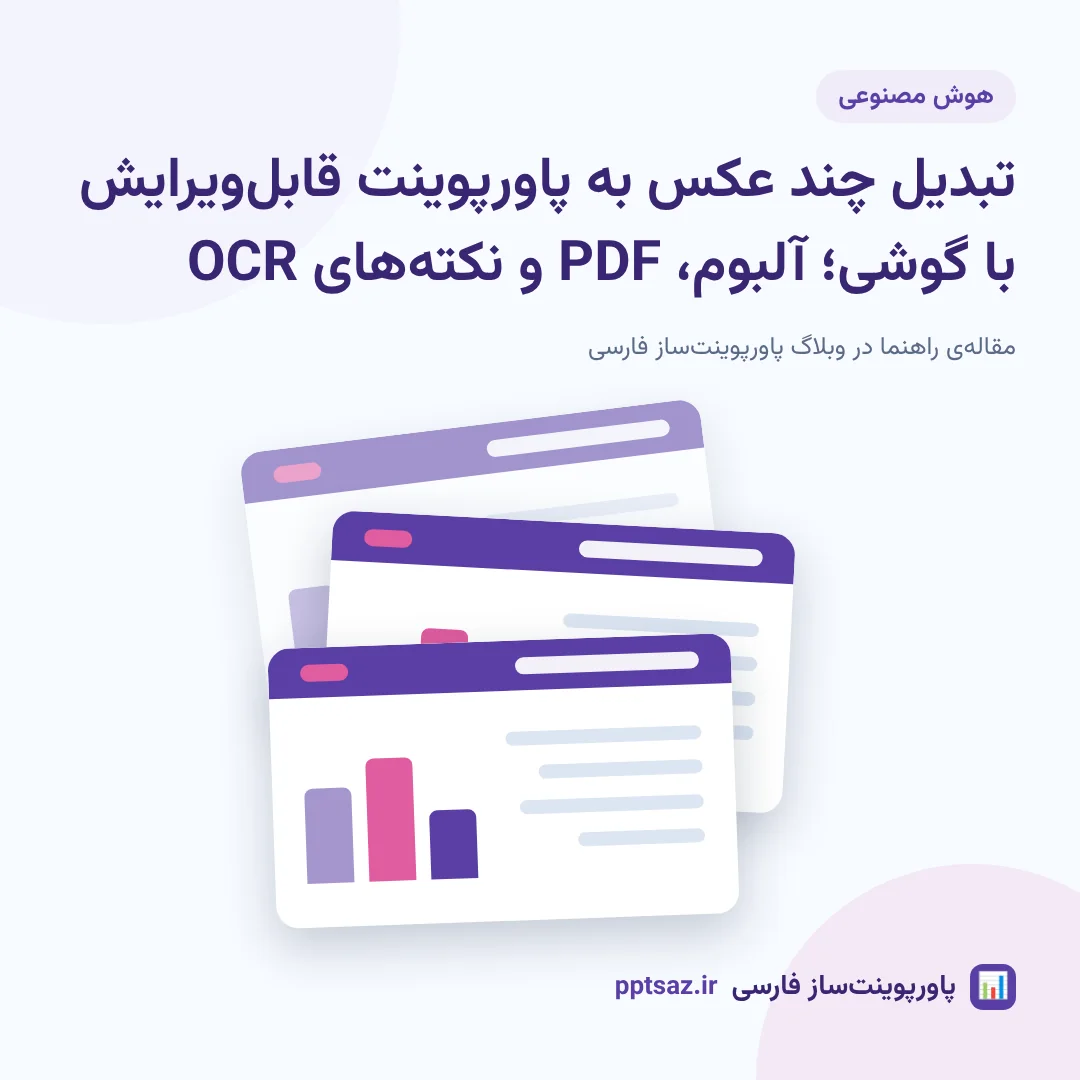 هوش مصنوعی
تبدیل چند عکس به پاورپوینت قابل‌ویرایش
با گوشی؛ آلبوم، PDF و نکته‌های OCR
مقاله‌ی راهنما در وبلاگ پاورپوینت‌ساز فارسی
پاورپوینت‌ساز فارسی pptsaz.ir